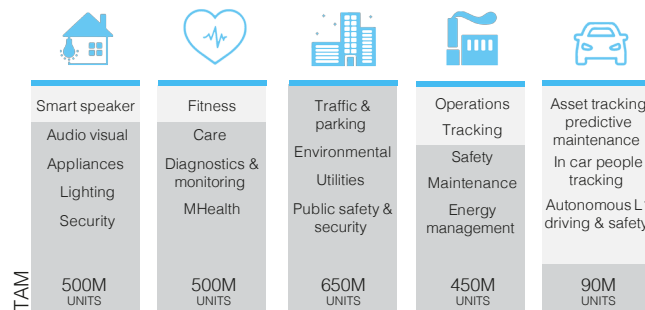 Smart speaker
Audio visual
Appliances
Lighting
Security
500M
UNITS
Fitness
Care
Diagnostics &
monitoring
MHealth
500M
UNITS
Traffic &
parking
Environmental
Utilities
Public safety &
security
650M
UNITS
Operations
Tracking
Safety
Maintenance
Energy
management
450M
UNITS
Asset tracking
predictive
maintenance
In car people
tracking
Autonomous
driving & safety
90M
UNITS
TAM